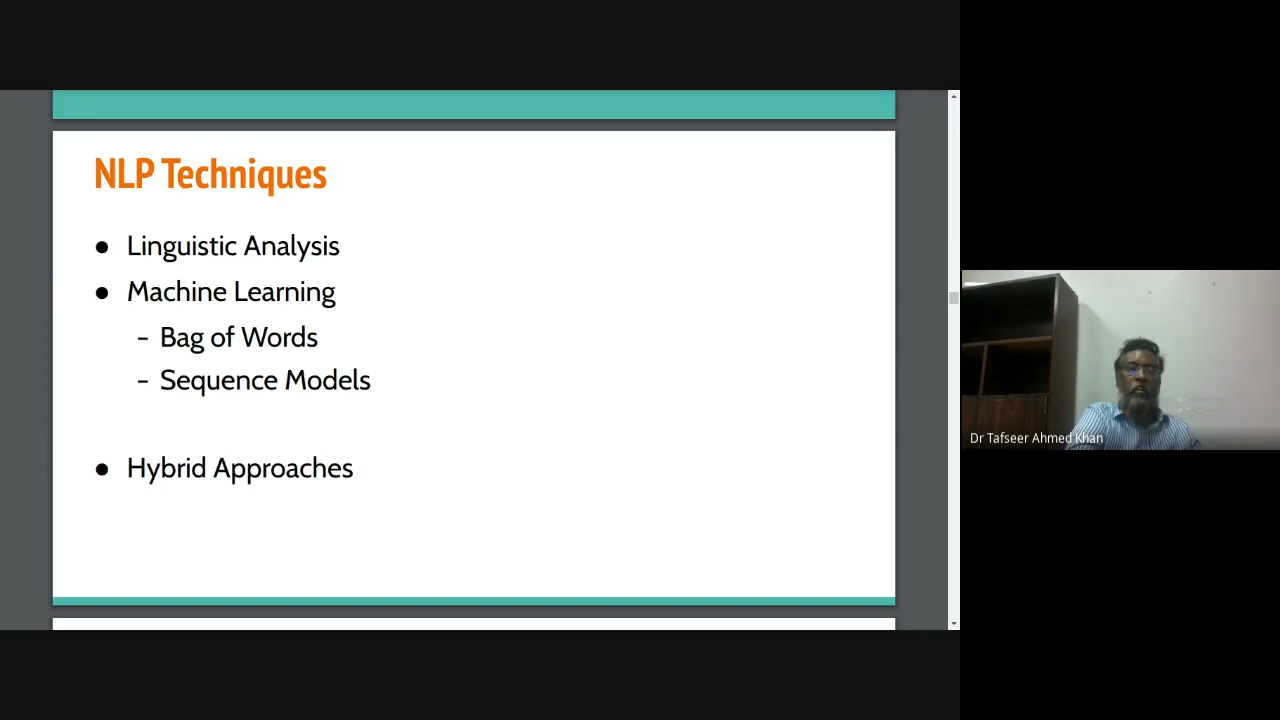 NLP Techniques
● Linguistic Analysis
● Machine Learning
- Bag of Words
- Sequence Models
● Hybrid Approaches
Dr Tafseer Ahmed Khan